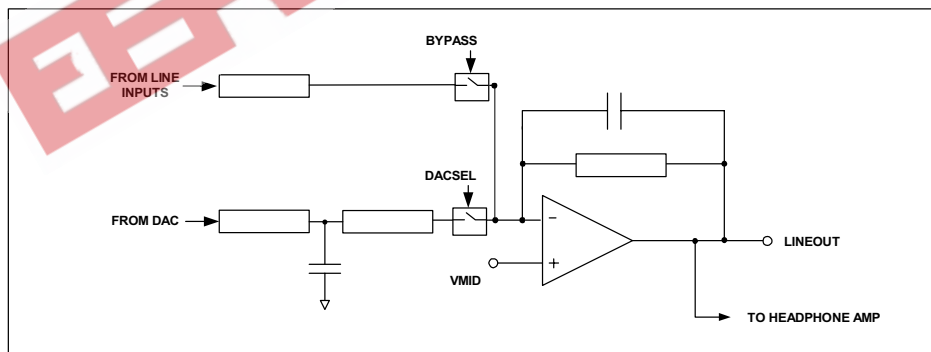 BYPASS
FROM LINE
INPUTS
DACSEL
FROM DAC
−
+
VMID
LINEOUT
TO HEADPHONE AMP